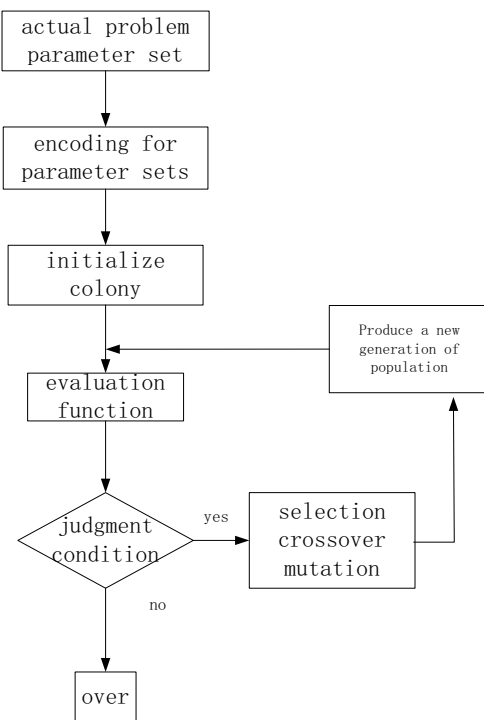 actual problem
parameter set
encoding for
parameter sets
initialize
colony
Produce a new
generation of
population
evaluation
function
judgment
condition
yes
selection
crossover
mutation
no
over